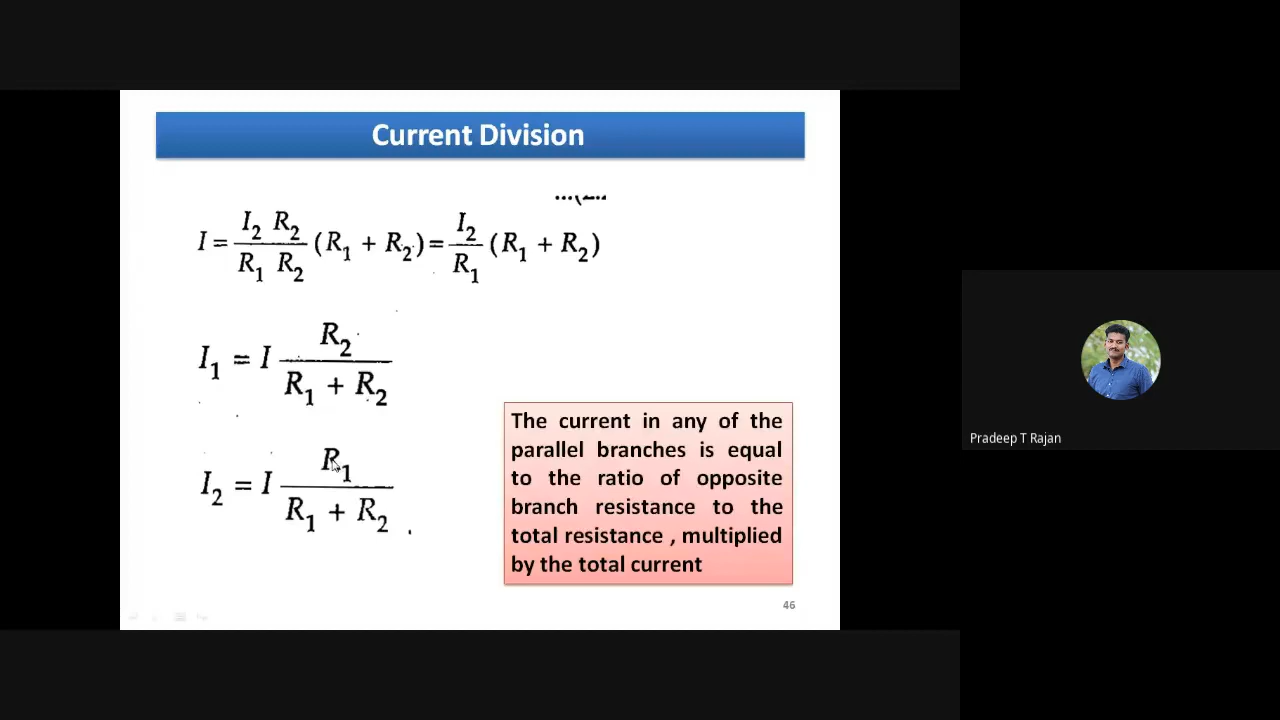 Current Division
I = I₂ R₂ / R₁ R₂ (R₁ + R₂) = I₂ / R₁ (R₁ + R₂)
I₁ = I R₂ / R₁ + R₂
I₂ = I R₁ / R₁ + R₂
The current in any of the
parallel branches is equal
to the ratio of opposite
branch resistance to the
total resistance , multiplied
by the total current
46
Pradeep T Rajan